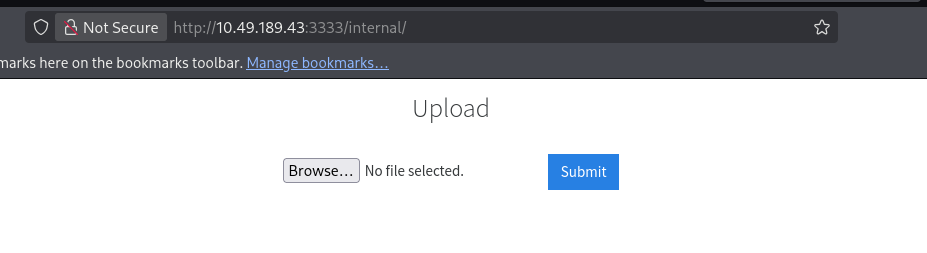 Not Secure http://10.49.189.43:3333/internal/
marks here on the bookmarks toolbar. Manage bookmarks…
Upload
Browse… No file selected. Submit